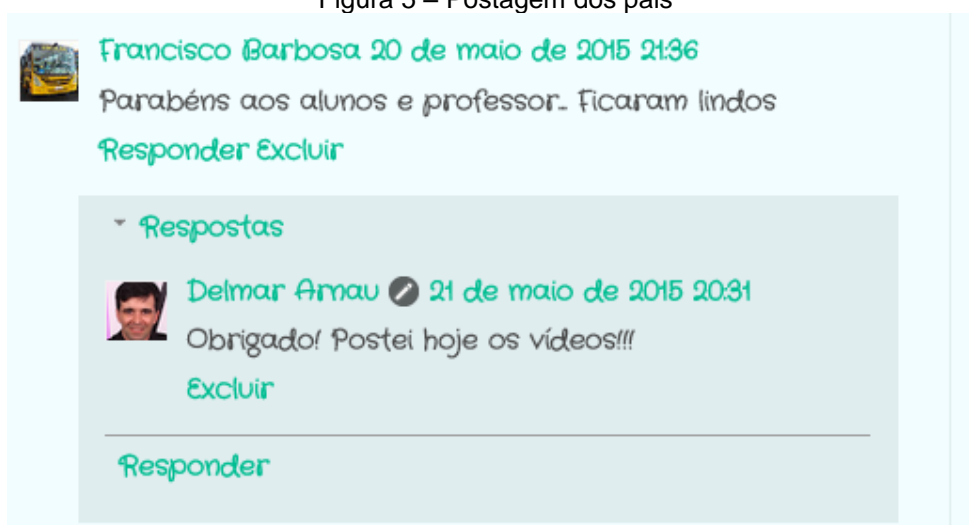 Figura 5 – Postagem dos pais
Francisco Barbosa 20 de maio de 2015 21:36
Parabéns aos alunos e professor... Ficaram lindos
Responder Excluir
Respostas
Delmar Arnau 21 de maio de 2015 20:31
Obrigado! Postei hoje os vídeos!!!
Excluir
Responder